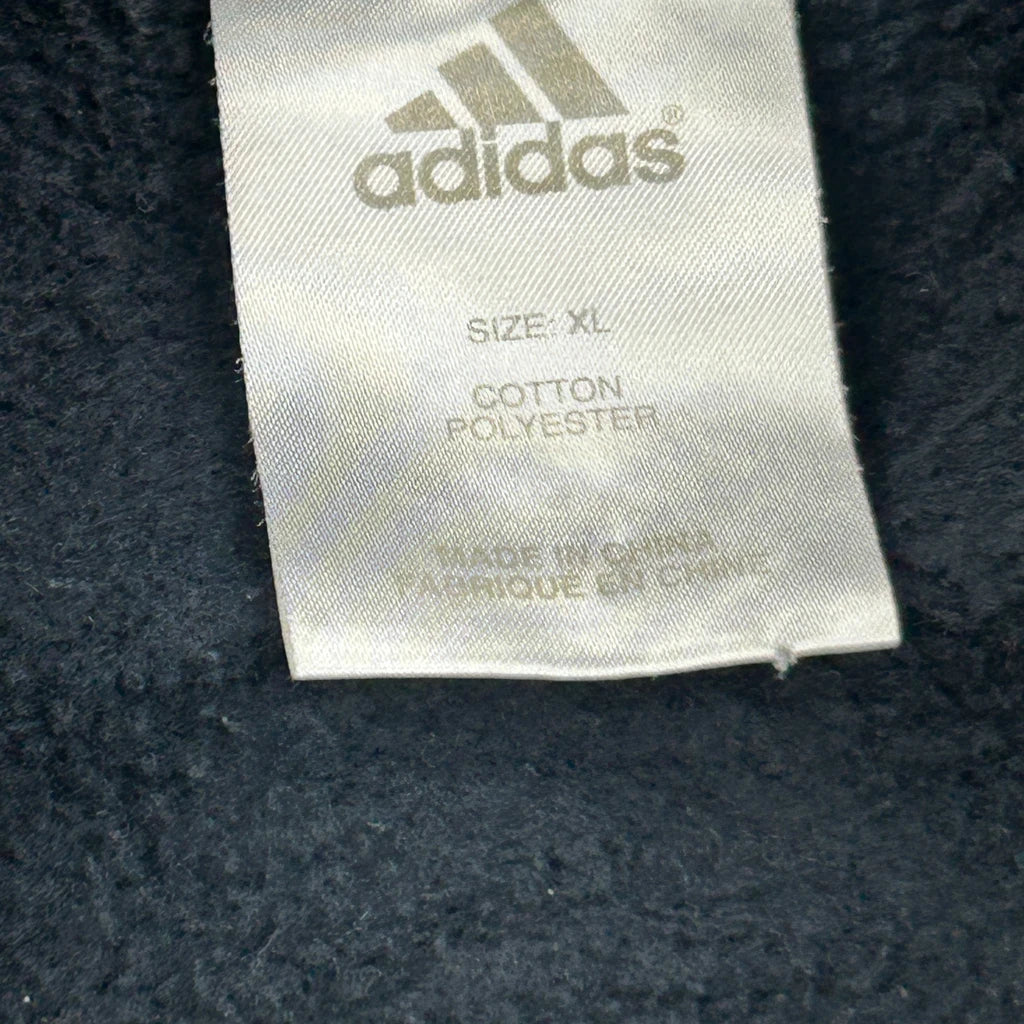 adidas®
SIZE: XL
COTTON
POLYESTER
MADE IN CHINA
FABRIQUE EN CHINE